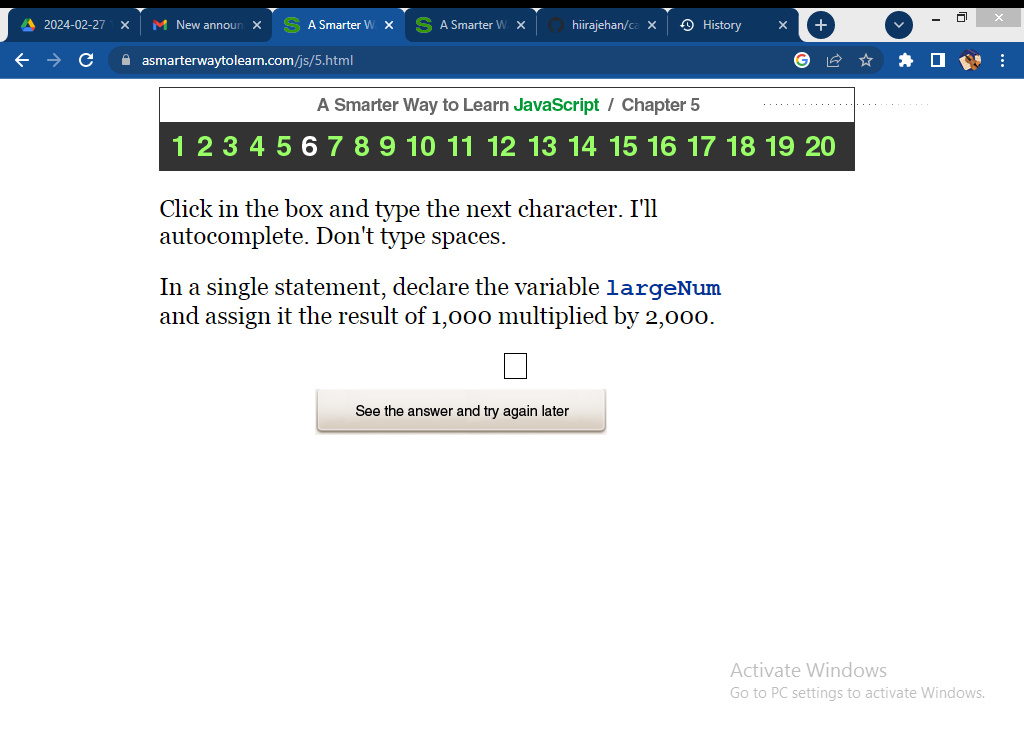 2024-02-27
New announ
A Smarter W
A Smarter W
hiirajehan/ca
History
asmarterwaytolearn.com/js/5.html
A Smarter Way to Learn JavaScript / Chapter 5
1 2 3 4 5 6 7 8 9 10 11 12 13 14 15 16 17 18 19 20
Click in the box and type the next character. I'll
autocomplete. Don't type spaces.
In a single statement, declare the variable largeNum
and assign it the result of 1,000 multiplied by 2,000.
See the answer and try again later
Activate Windows
Go to PC settings to activate Windows.